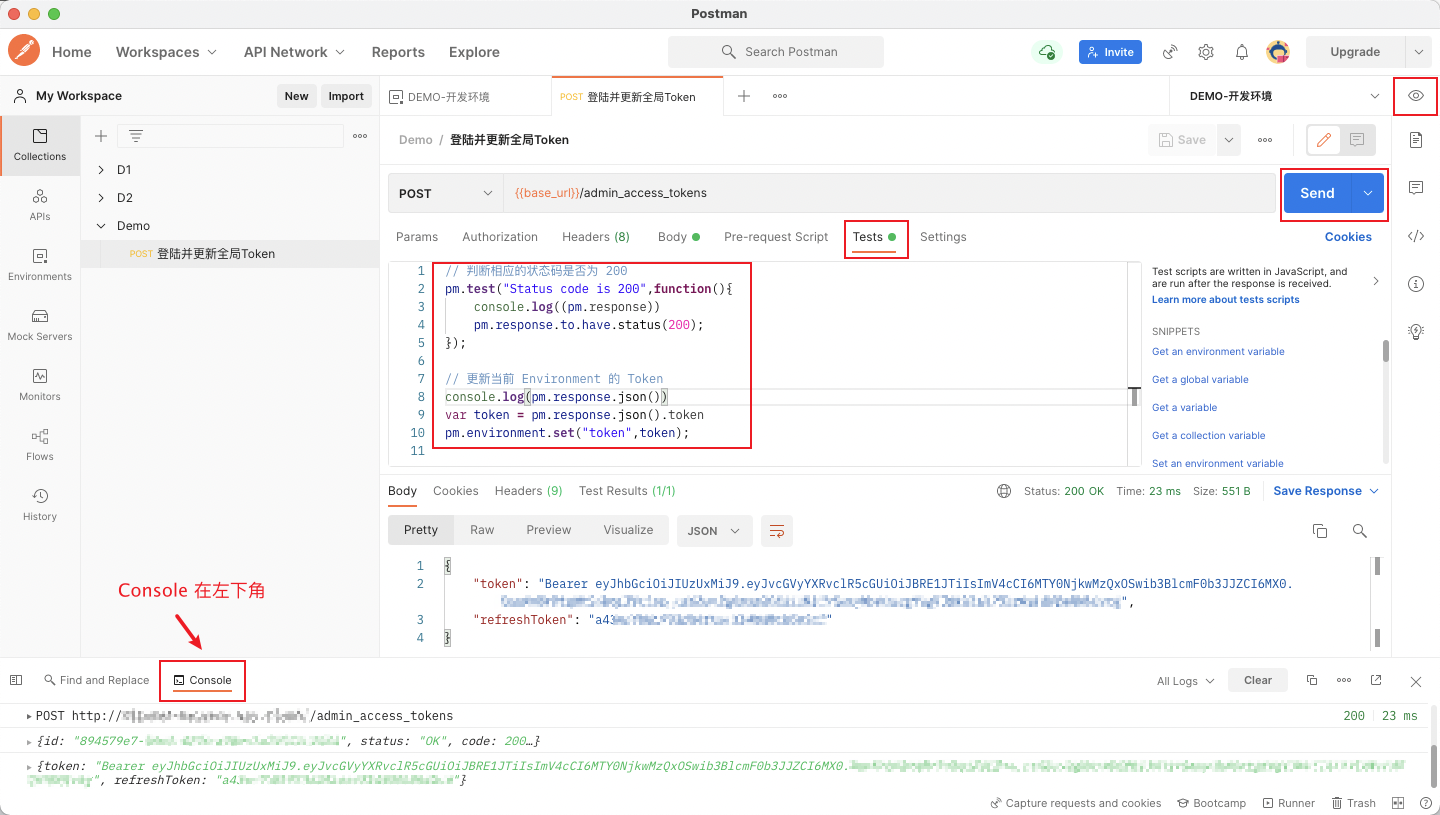 Postman
Home
Workspaces
API Network
Reports
Explore
Search Postman
Invite
Upgrade
My Workspace
New
Import
DEMO-开发环境
POST 登陆并更新全局Token
DEMO-开发环境
Collections
APIs
Environments
Mock Servers
Monitors
Flows
History
D1
D2
Demo
POST 登陆并更新全局Token
Demo / 登陆并更新全局Token
Save
POST
{{base_url}}/admin_access_tokens
Send
Params
Authorization
Headers (8)
Body
Pre-request Script
Tests
Settings
Cookies
1 // 判断相应的状态码是否为 200
2 pm.test("Status code is 200",function(){
3 console.log((pm.response))
4 pm.response.to.have.status(200);
5 });
6
7 // 更新当前 Environment 的 Token
8 console.log(pm.response.json())
9 var token = pm.response.json().token
10 pm.environment.set("token",token);
11
Test scripts are written in JavaScript, and
are run after the response is received.
Learn more about tests scripts
SNIPPETS
Get an environment variable
Get a global variable
Get a variable
Get a collection variable
Set an environment variable
Body
Cookies
Headers (9)
Test Results (1/1)
Status: 200 OK
Time: 23 ms
Size: 551 B
Save Response
Pretty
Raw
Preview
Visualize
JSON
1 {
2 "token": "Bearer eyJhbGciOiJIUzUxMiJ9.eyJvcGVyYXRvclR5cGUiOiJBRE1JTiIsImV4cCI6MTY0NjkwMzQxOSwib3BlcmF0b3JJZCI6MX0.
",
3 "refreshToken": "a43
4 }
Console 在左下角
Find and Replace
Console
All Logs
Clear
POST http:// /admin_access_tokens
200 23 ms
{id: "894579e7- ", status: "OK", code: 200…}
{token: "Bearer eyJhbGciOiJIUzUxMiJ9.eyJvcGVyYXRvclR5cGUiOiJBRE1JTiIsImV4cCI6MTY0NjkwMzQxOSwib3BlcmF0b3JJZCI6MX0.
", refreshToken: "a43 "}
Capture requests and cookies
Bootcamp
Runner
Trash